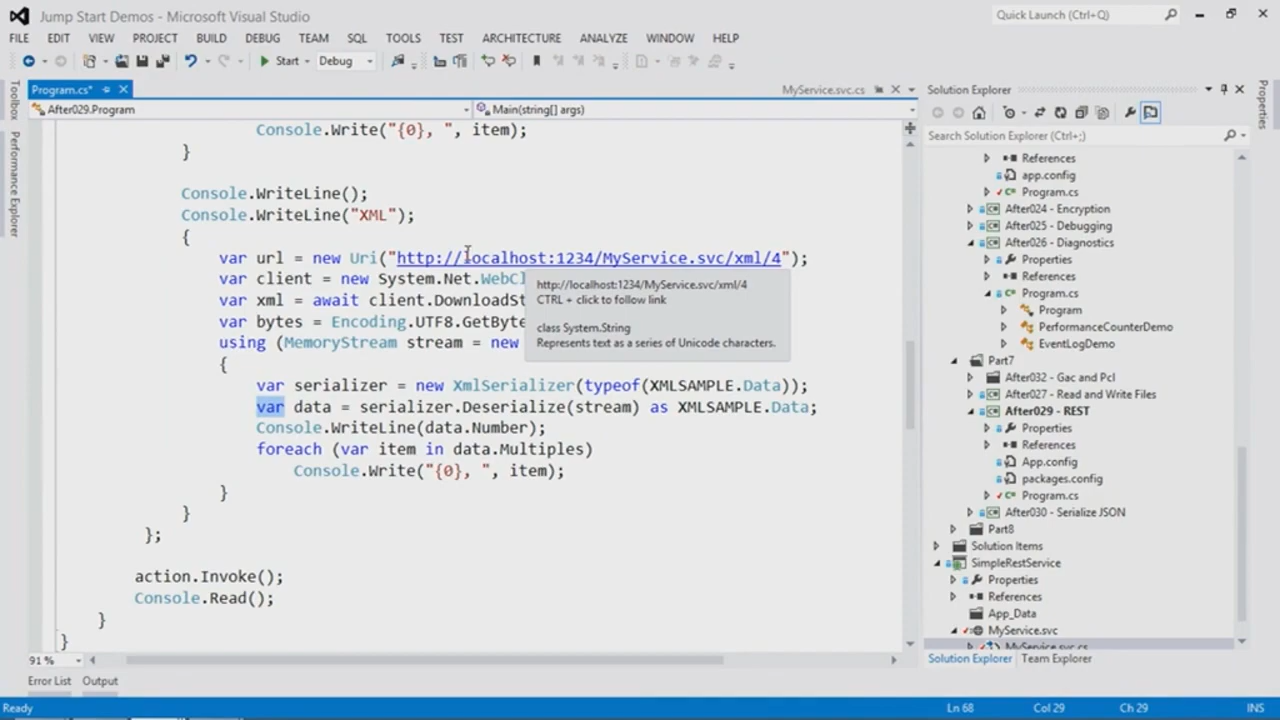 Jump Start Demos - Microsoft Visual Studio
Quick Launch (Ctrl+Q)
FILE EDIT VIEW PROJECT BUILD DEBUG TEAM SQL TOOLS TEST ARCHITECTURE ANALYZE WINDOW HELP
Start Debug
Toolbox
Performance Explorer
Program.cs*
MyService.svc.cs
After029.Program
Main(string[] args)
Console.Write("{0}, ", item);
}
Console.WriteLine();
Console.WriteLine("XML");
{
var url = new Uri("http://localhost:1234/MyService.svc/xml/4");
var client = new System.Net.WebCl
var xml = await client.DownloadSt
var bytes = Encoding.UTF8.GetByte
using (MemoryStream stream = new
{
var serializer = new XmlSerializer(typeof(XMLSAMPLE.Data));
var data = serializer.Deserialize(stream) as XMLSAMPLE.Data;
Console.WriteLine(data.Number);
foreach (var item in data.Multiples)
Console.Write("{0}, ", item);
}
}
};
action.Invoke();
Console.Read();
}
}
http://localhost:1234/MyService.svc/xml/4
CTRL + click to follow link
class System.String
Represents text as a series of Unicode characters.
91 %
Error List Output
Solution Explorer
Search Solution Explorer (Ctrl+;)
References
app.config
Program.cs
After024 - Encryption
After025 - Debugging
After026 - Diagnostics
Properties
References
Program.cs
Program
PerformanceCounterDemo
EventLogDemo
Part7
After032 - Gac and Pcl
After027 - Read and Write Files
After029 - REST
Properties
References
App.config
packages.config
Program.cs
After030 - Serialize JSON
Part8
Solution Items
SimpleRestService
Properties
References
App_Data
MyService.svc
MyService.svc.cs
Solution Explorer Team Explorer
Properties
Ready
Ln 68 Col 29 Ch 29 INS